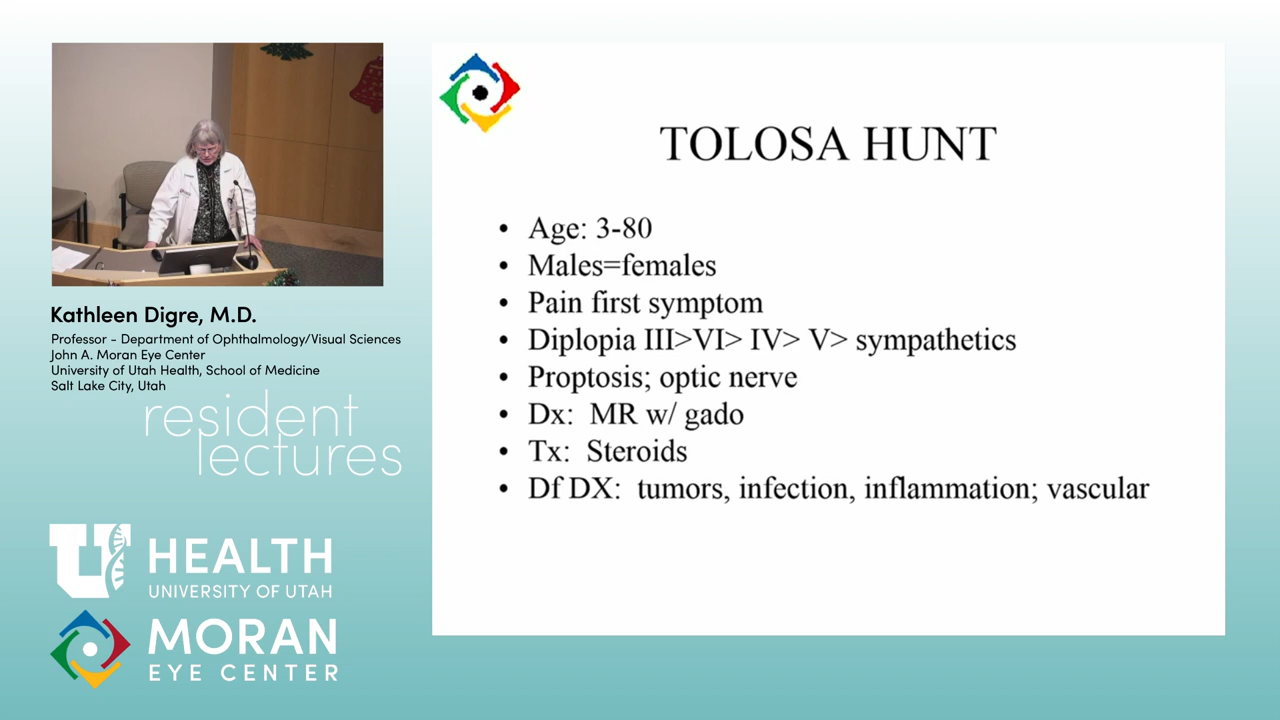 TOLOSA HUNT
• Age: 3-80
• Males=females
• Pain first symptom
• Diplopia III>VI> IV> V> sympathetics
• Proptosis; optic nerve
• Dx: MR w/ gado
• Tx: Steroids
• Df DX: tumors, infection, inflammation; vascular
Kathleen Digre, M.D.
Professor - Department of Ophthalmology/Visual Sciences
John A. Moran Eye Center
University of Utah Health, School of Medicine
Salt Lake City, Utah
resident
lectures
U HEALTH
UNIVERSITY OF UTAH
MORAN
EYE CENTER